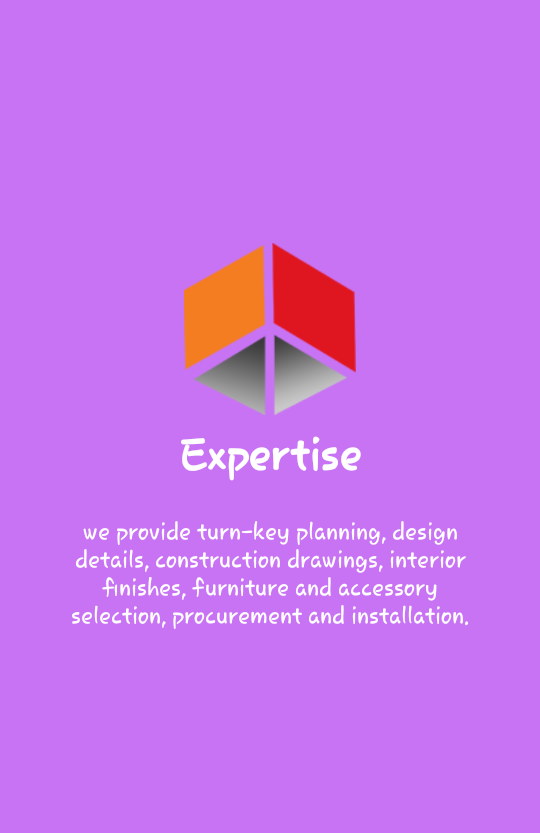 Expertise
we provide turn-key planning, design
details, construction drawings, interior
finishes, furniture and accessory
selection, procurement and installation.